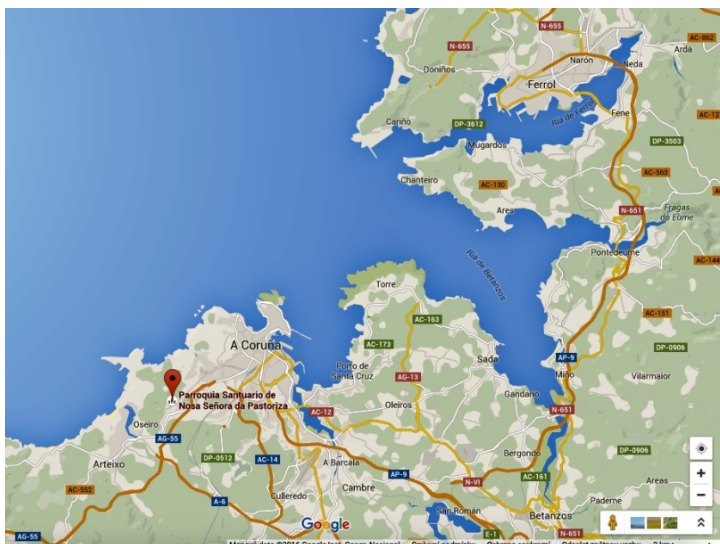 N-655
AC-862
Narón
Neda
Arda
N-655
Doniños
Ferrol
AC-12
Fene
Cariño
DP-3612
Ria de Ferrol
Mugardos
DP-3503
AC-563
Chanteiro
AC-130
Ares
N-651
Fragas
do Eume
Pontedeume
AC-144
Ría de Betanzos
Torre
AC-163
AC-151
A Coruña
AC-173
Sada
AP-9
DP-0906
Porto de
Santa Cruz
Miño
Vilarmaior
AG-13
Parroquia Santuario de
Nosa Señora da Pastoriza
Gandarío
AC-12
Oleiros
N-651
Oseiro
AG-55
Bergondo
DP-0906
Arteixo
DP-0512
AC-14
A Barcala
AP-9
AC-161
N-VI
Areas
AC-552
A-6
Culleredo
Cambre
Paderne
San Román
Betanzos
Google
AG-55
E-1